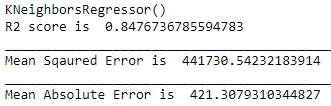 KNeighborsRegressor()
R2 score is 0.8476736785594783
Mean Sqaured Error is 441730.54232183914
Mean Absolute Error is 421.3079310344827